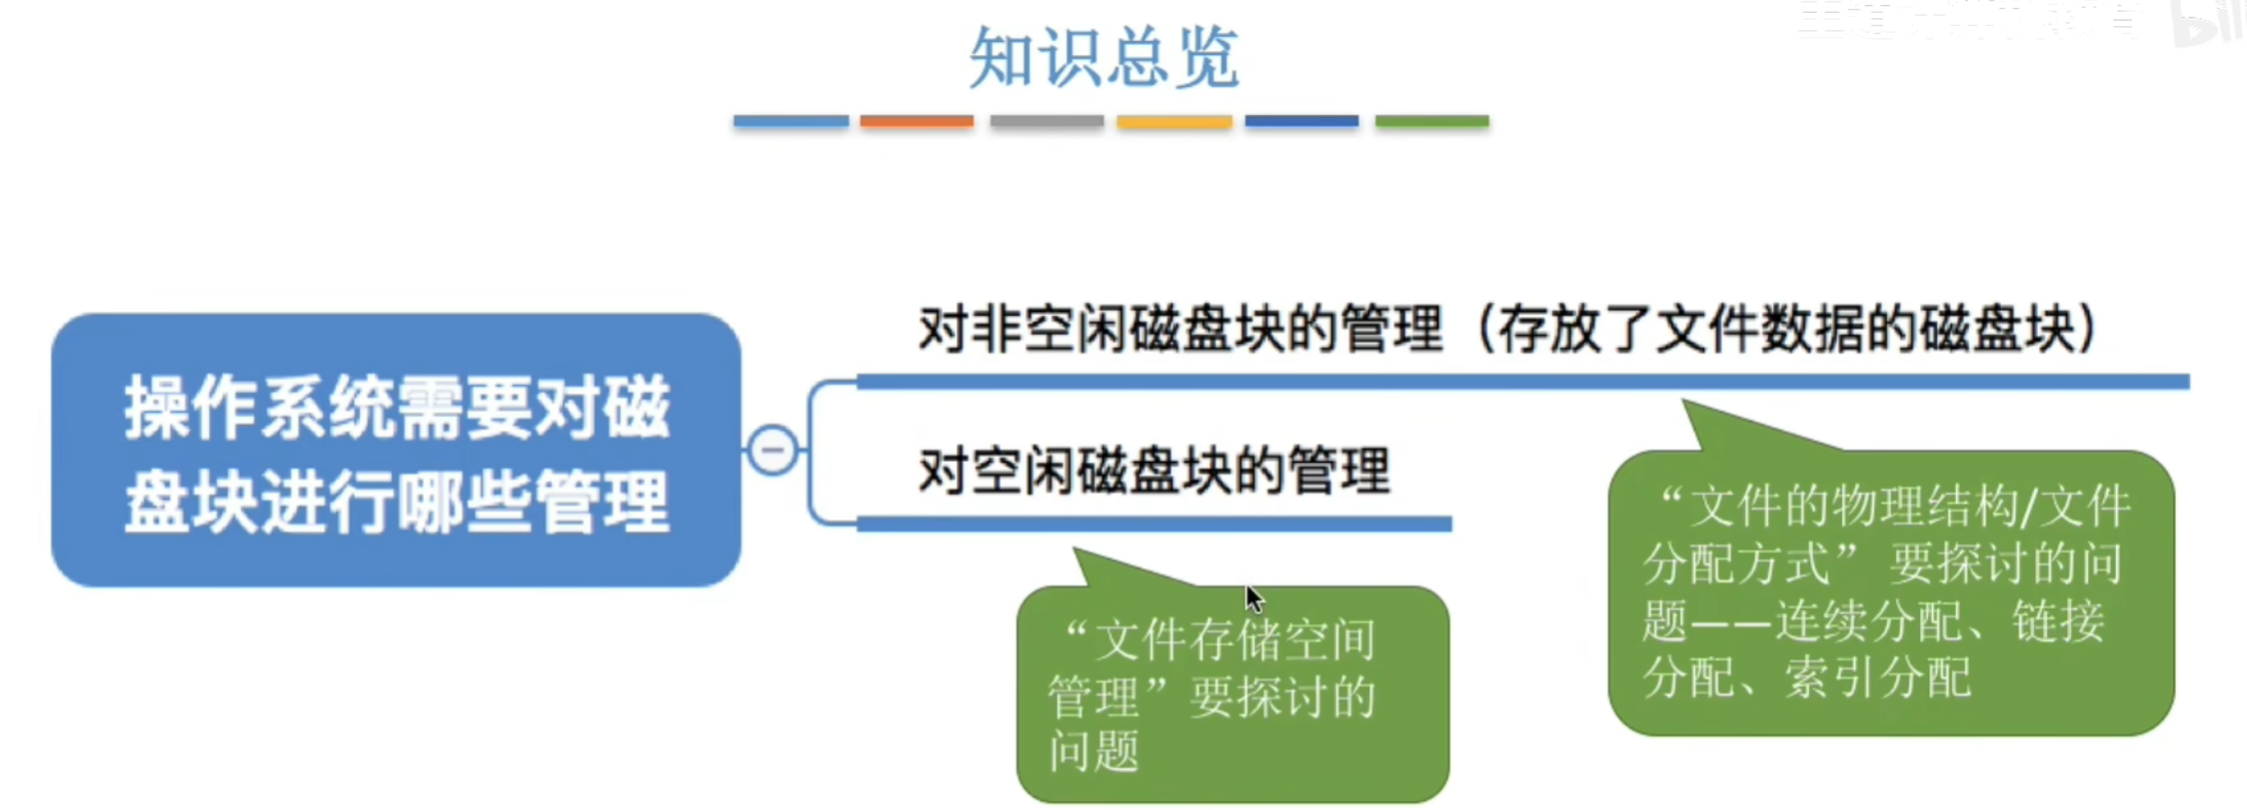 知识总览
操作系统需要对磁
盘块进行哪些管理
对非空闲磁盘块的管理（存放了文件数据的磁盘块）
对空闲磁盘块的管理
“文件的物理结构/文件
分配方式” 要探讨的问
题——连续分配、链接
分配、索引分配
“文件存储空间
管理”要探讨的
问题